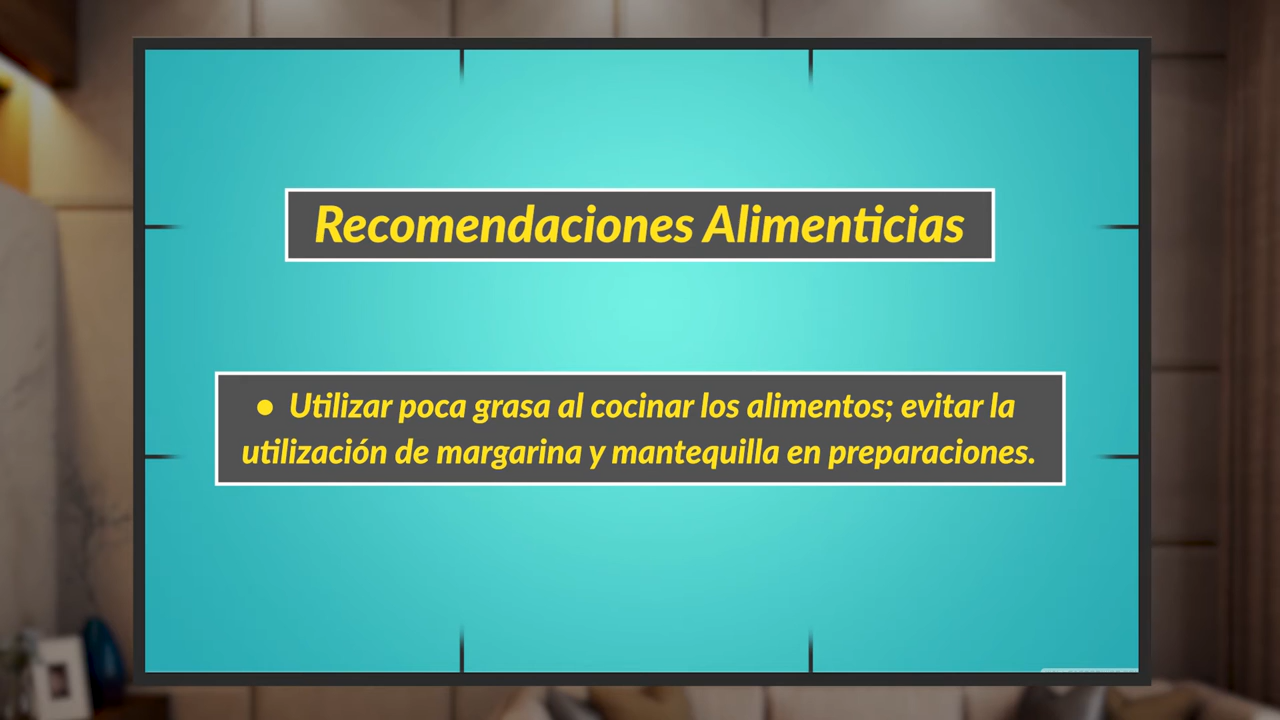 Recomendaciones Alimenticias
● Utilizar poca grasa al cocinar los alimentos; evitar la
utilización de margarina y mantequilla en preparaciones.